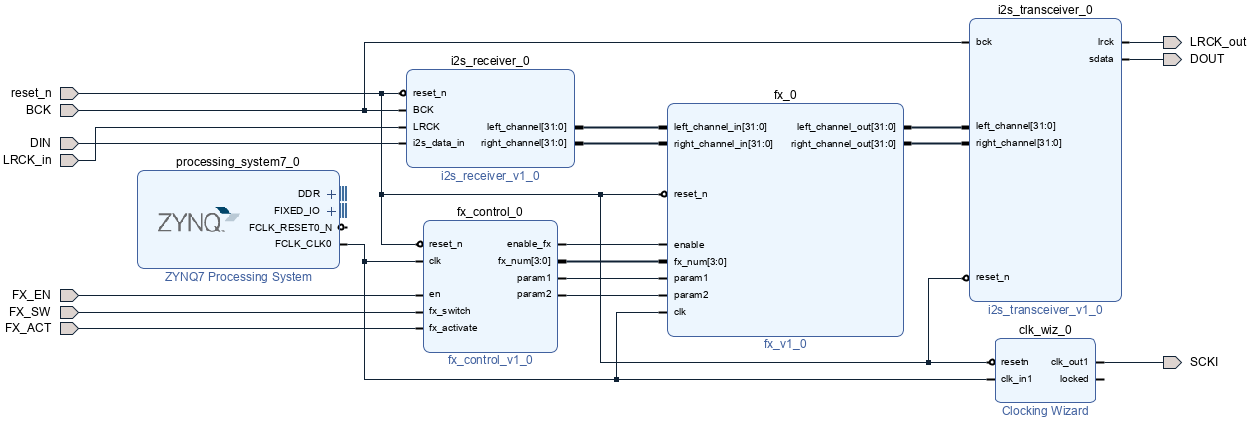 i2s_transceiver_0
bck
lrck
sdata
left_channel[31:0]
right_channel[31:0]
reset_n
i2s_transceiver_v1_0
LRCK_out
DOUT
i2s_receiver_0
reset_n
BCK
LRCK
i2s_data_in
left_channel[31:0]
right_channel[31:0]
i2s_receiver_v1_0
fx_0
left_channel_in[31:0]
right_channel_in[31:0]
left_channel_out[31:0]
right_channel_out[31:0]
reset_n
enable
fx_num[3:0]
param1
param2
clk
fx_v1_0
reset_n
BCK
DIN
LRCK_in
processing_system7_0
DDR
FIXED_IO
FCLK_RESET0_N
FCLK_CLK0
ZYNQ
ZYNQ7 Processing System
fx_control_0
reset_n
clk
en
fx_switch
fx_activate
enable_fx
fx_num[3:0]
param1
param2
fx_control_v1_0
FX_EN
FX_SW
FX_ACT
clk_wiz_0
resetn
clk_in1
clk_out1
locked
Clocking Wizard
SCKI